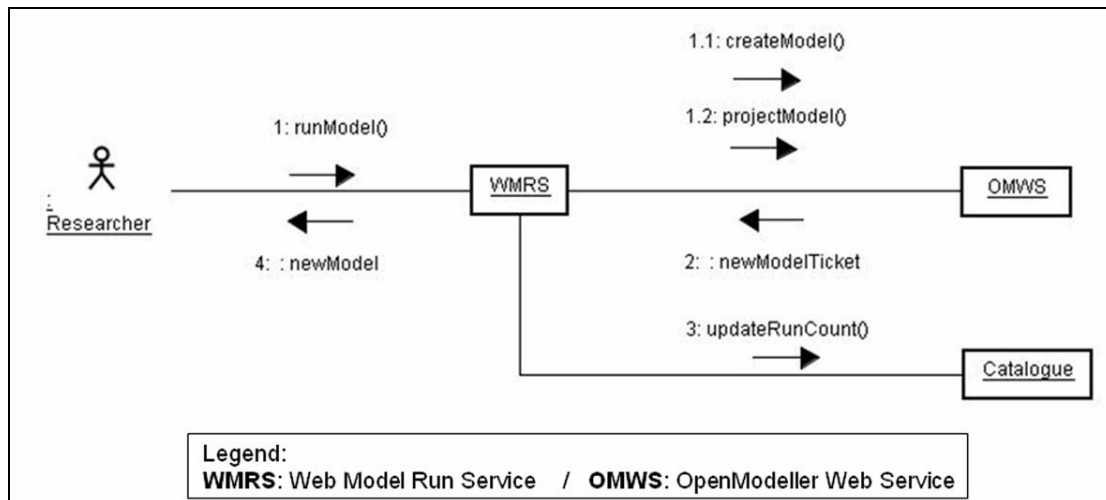 1.1: createModel()
1.2: projectModel()
1: runModel()
WMRS
OMWS
:
Researcher
4: : newModel
2: : newModelTicket
3: updateRunCount()
Catalogue
Legend:
WMRS: Web Model Run Service / OMWS: OpenModeller Web Service